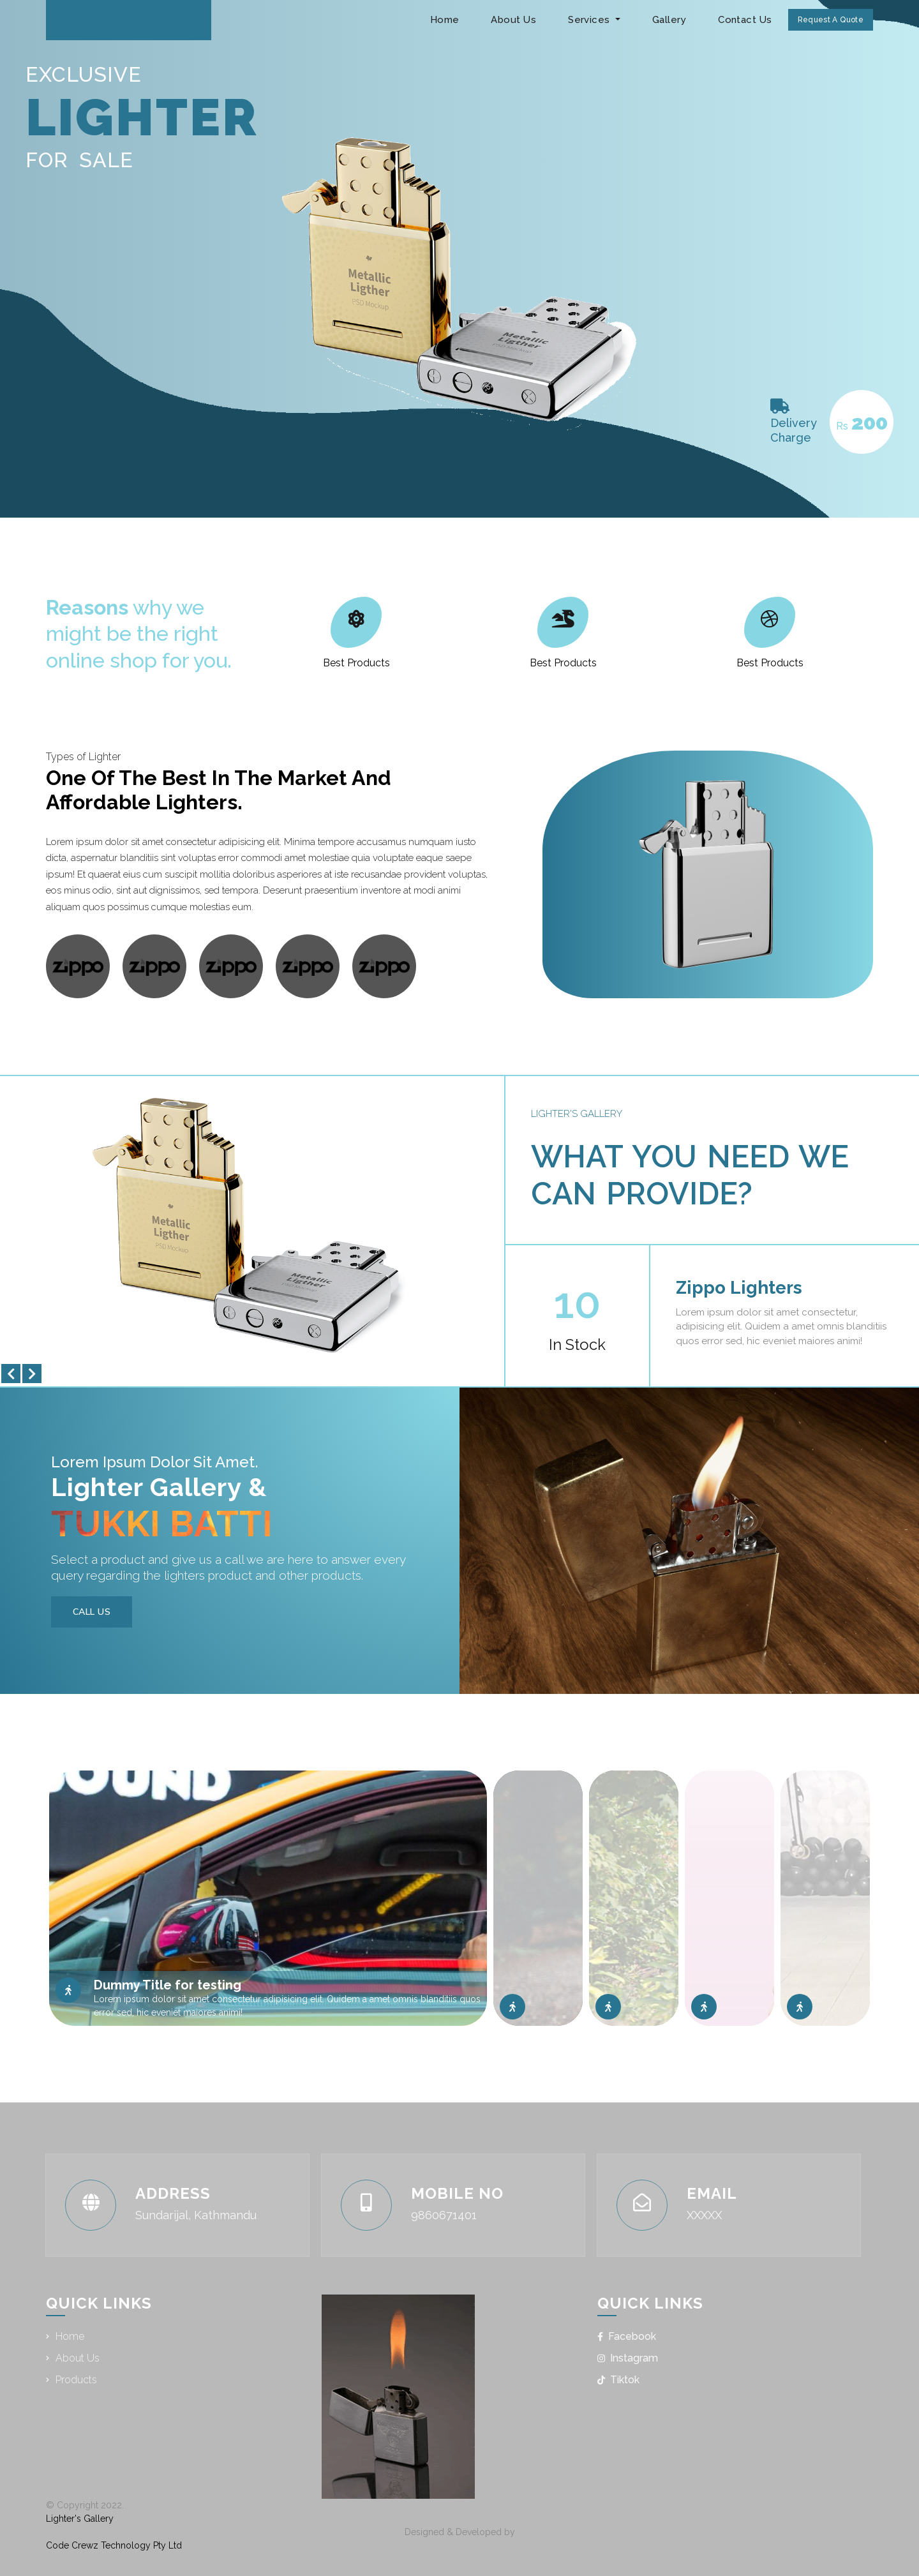 Home About Us Services Gallery Contact Us Request A Quote
EXCLUSIVE
LIGHTER
FOR SALE
Metallic
Ligther
PSD Mockup
Metallic
Ligther
Delivery
Charge
Rs 200
Reasons why we
might be the right
online shop for you.
Best Products
Best Products
Best Products
Types of Lighter
One Of The Best In The Market And
Affordable Lighters.
Lorem ipsum dolor sit amet consectetur adipisicing elit. Minima tempore accusamus numquam iusto
dicta, aspernatur blanditiis sint voluptas error commodi amet molestiae quia voluptate eaque saepe
ipsum! Et quaerat eius cum suscipit mollitia doloribus asperiores at iste recusandae provident voluptas,
eos minus odio, sint aut dignissimos, sed tempora. Deserunt praesentium inventore at modi animi
aliquam quos possimus cumque molestias eum.
zippo zippo zippo zippo zippo
Metallic
Ligther
PSD Mockup
Metallic
Ligther
LIGHTER'S GALLERY
WHAT YOU NEED WE
CAN PROVIDE?
10
In Stock
Zippo Lighters
Lorem ipsum dolor sit amet consectetur,
adipisicing elit. Quidem a amet omnis blanditiis
quos error sed, hic eveniet maiores animi!
Lorem Ipsum Dolor Sit Amet.
Lighter Gallery &
TUKKI BATTI
Select a product and give us a call we are here to answer every
query regarding the lighters product and other products.
CALL US
OUND
Dummy Title for testing
Lorem ipsum dolor sit amet consectetur adipisicing elit. Quidem a amet omnis blanditiis quos
error sed, hic eveniet maiores animi!
ADDRESS
Sundarijal, Kathmandu
MOBILE NO
9860671401
EMAIL
XXXXX
QUICK LINKS
Home
About Us
Products
QUICK LINKS
Facebook
Instagram
Tiktok
© Copyright 2022
Lighter's Gallery
Designed & Developed by
Code Crewz Technology Pty Ltd